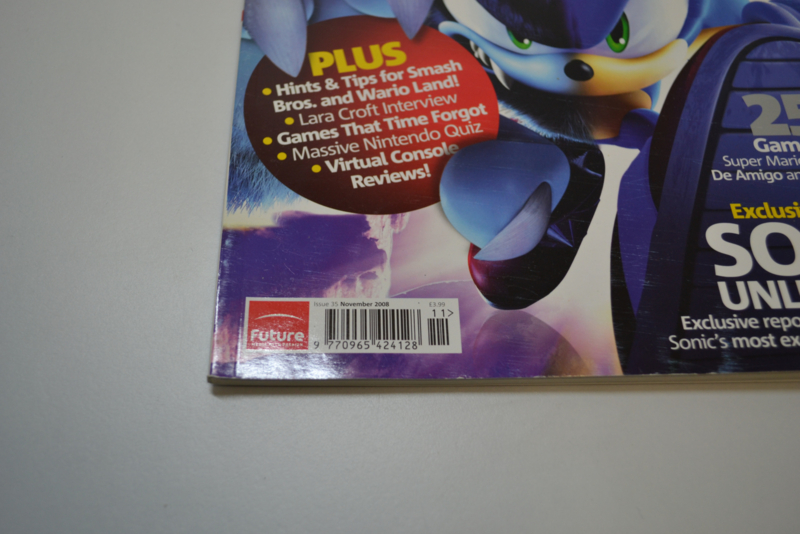 PLUS
• Hints & Tips for Smash
Bros. and Wario Land!
• Lara Croft Interview
• Games That Time Forgot
• Massive Nintendo Quiz
• Virtual Console
Reviews!
25
Gam
Super Mari
De Amigo an
Exclusi
SO
UNL
Exclusive repo
Sonic's most ex
Issue 35 November 2008 £3.99
11>
Future
9 770965 424128